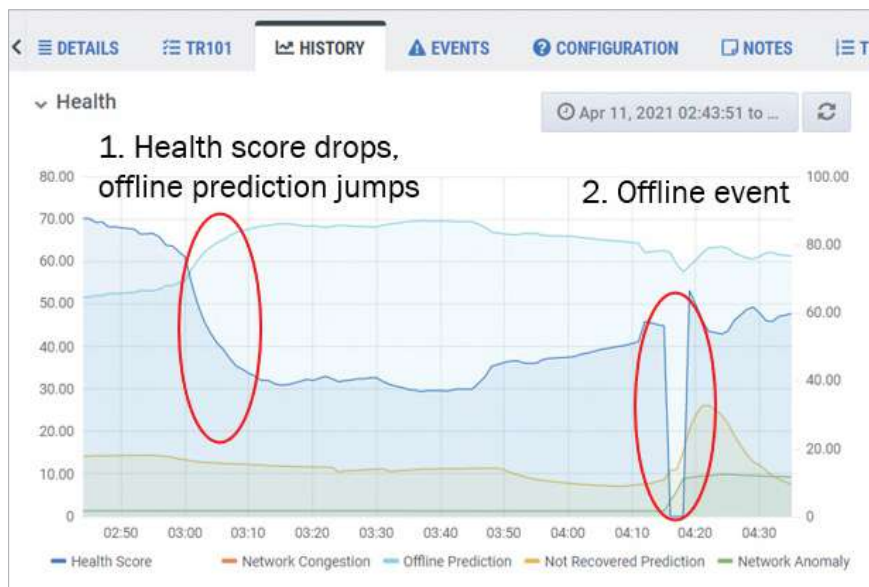 DETAILS TR101 HISTORY EVENTS CONFIGURATION NOTES T
Health
Apr 11, 2021 02:43:51 to ...
1. Health score drops,
offline prediction jumps
2. Offline event
80.00 100.00
70.00
80.00
60.00
50.00
60.00
40.00
40.00
30.00
20.00
20.00
10.00
0 0
02:50 03:00 03:10 03:20 03:30 03:40 03:50 04:00 04:10 04:20 04:30
Health Score Network Congestion Offline Prediction Not Recovered Prediction Network Anomaly